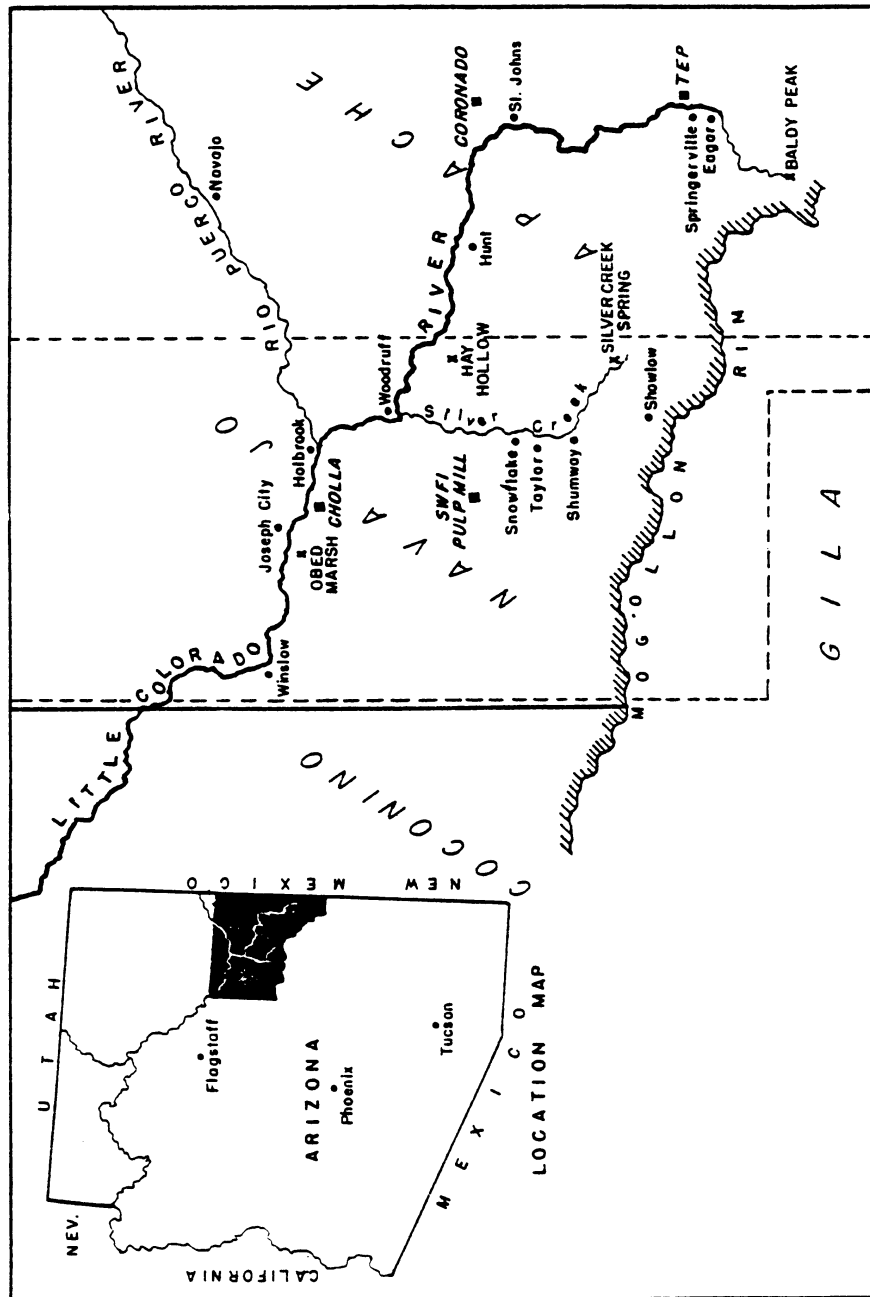 LITTLE COLORADO RIVER
RIO PUERCO RIVER
Navajo
NAVAJO
APACHE
CORONADO
St. Johns
TEP
Springerville
Eagar
BALDY PEAK
Hunt
Woodruff
HAY
HOLLOW
Silver Creek
SILVER CREEK
SPRING
Holbrook
Joseph City
CHOLLA
OBED
MARSH
Winslow
SWFI
PULP MILL
Snowflake
Taylor
Shumway
Showlow
MOGOLLON RIM
GILA
COCONINO
UTAH
NEV.
CALIFORNIA
NEW MEXICO
MEXICO
ARIZONA
Flagstaff
Phoenix
Tucson
LOCATION MAP